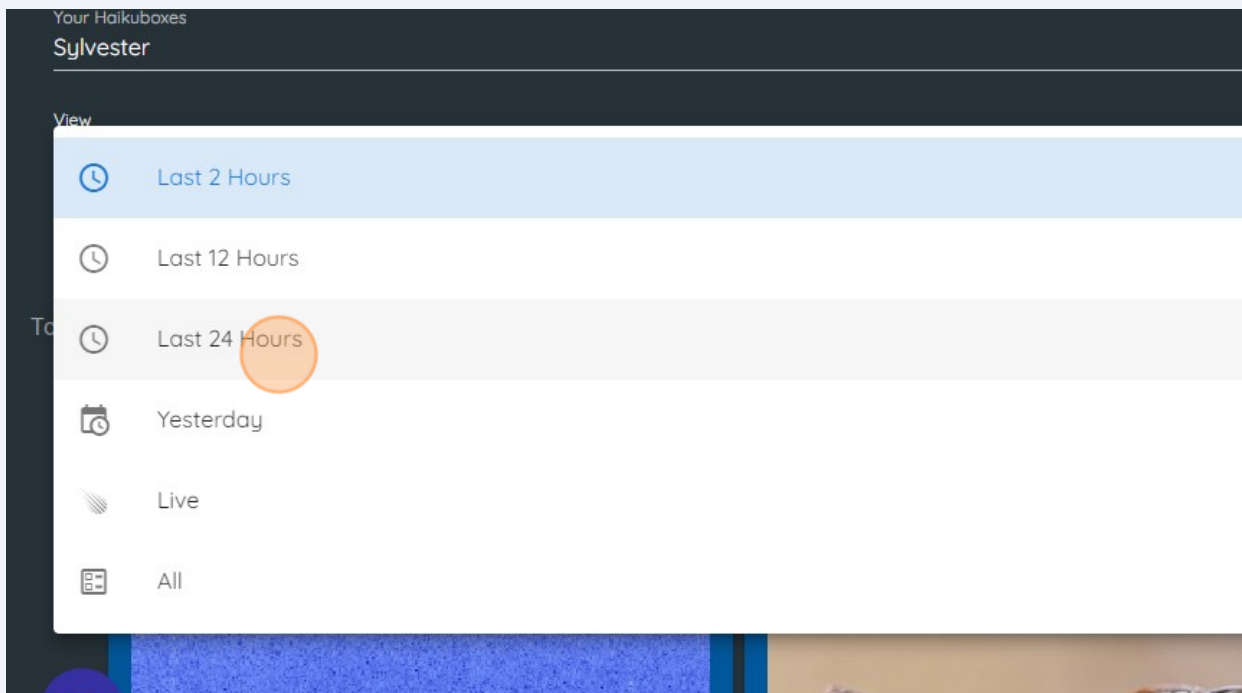 Your Haikuboxes
Sylvester
View
Last 2 Hours
Last 12 Hours
Last 24 Hours
Yesterday
Live
All